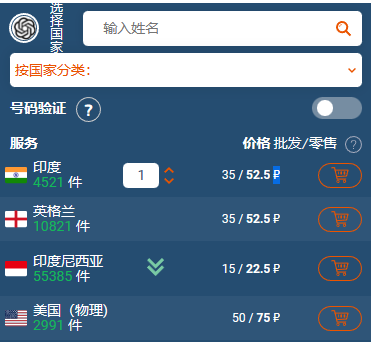 选择国家
输入姓名
按国家分类:
号码验证 ?
服务 价格 批发/零售 ?
印度
4521 件 1 35 / 52.5 ₽
英格兰
10821 件 35 / 52.5 ₽
印度尼西亚
55385 件 15 / 22.5 ₽
美国（物理)
2991 件 50 / 75 ₽